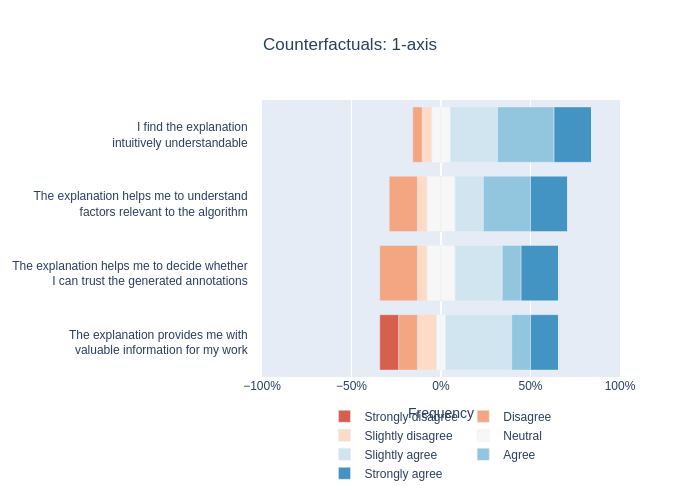 Counterfactuals: 1-axis
I find the explanation
intuitively understandable
The explanation helps me to understand
factors relevant to the algorithm
The explanation helps me to decide whether
I can trust the generated annotations
The explanation provides me with
valuable information for my work
−100%
−50%
0%
50%
100%
Frequency
Strongly disagree
Disagree
Slightly disagree
Neutral
Slightly agree
Agree
Strongly agree